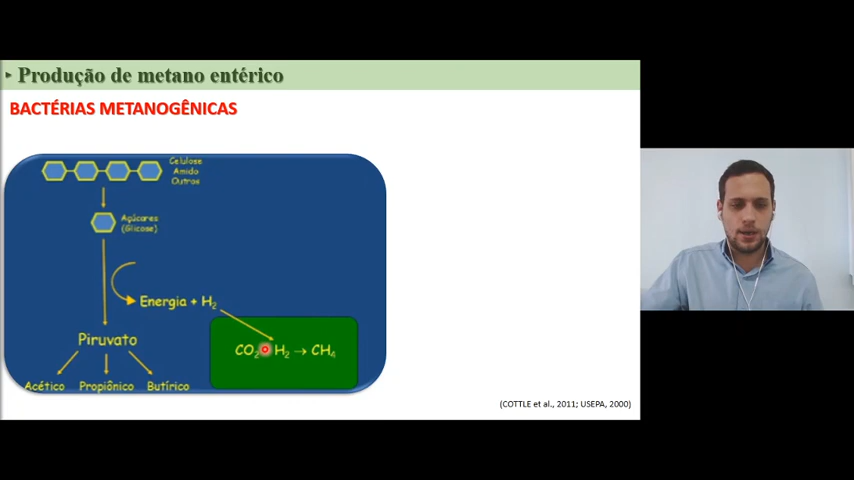 Produção de metano entérico
BACTÉRIAS METANOGÊNICAS
Celulose
Amido
Outros
Açúcares
(Glicose)
Energia + H2
Piruvato
CO2 H2 → CH4
Acético Propiônico Butírico
(COTTLE et al., 2011; USEPA, 2000)